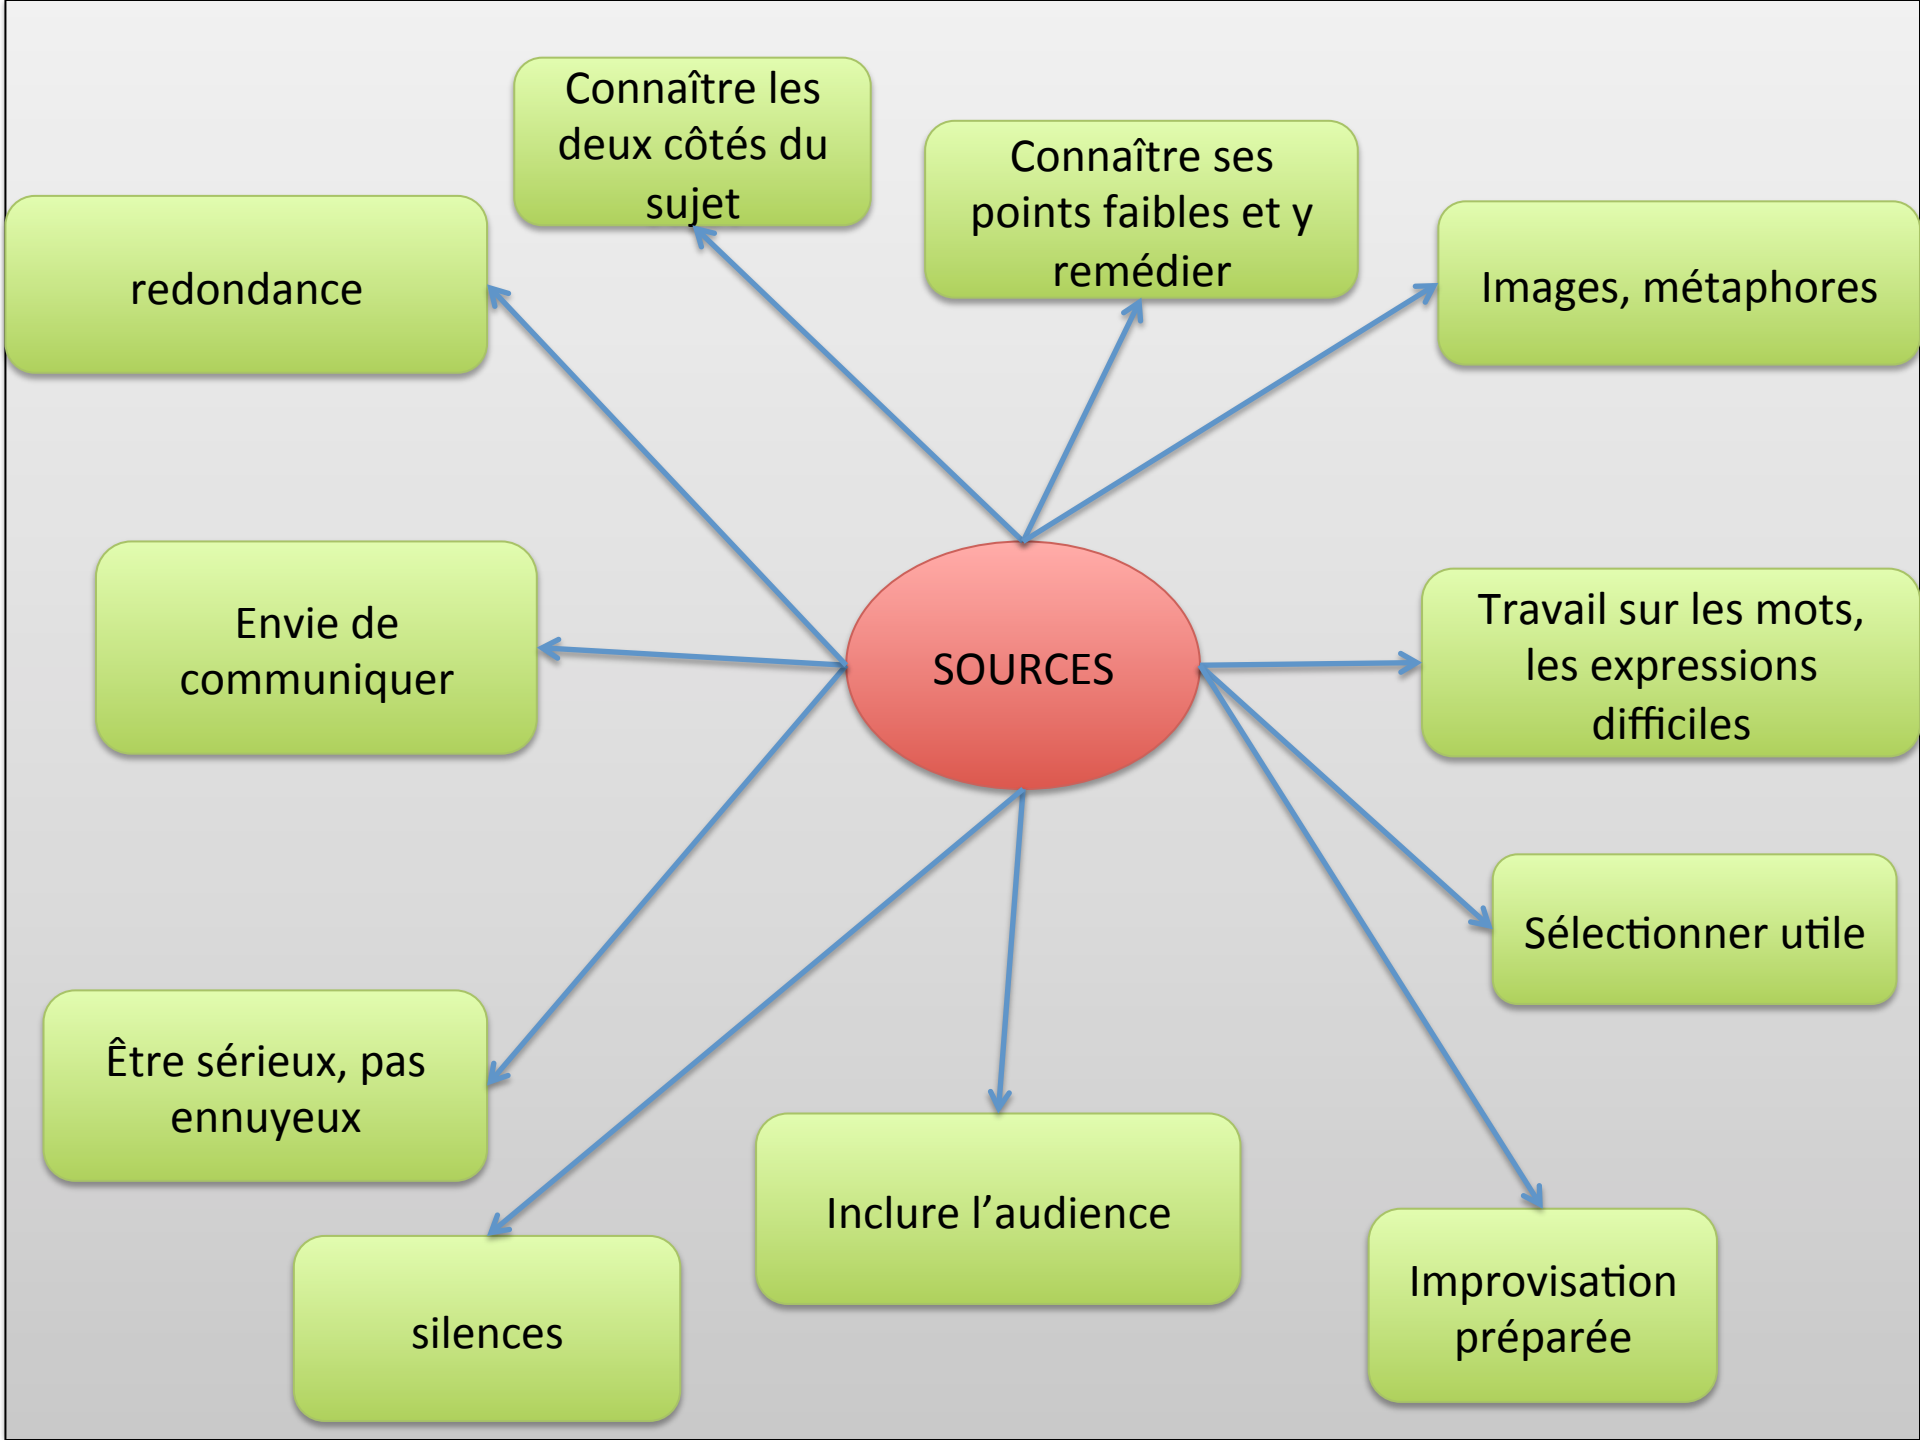 Connaître les
deux côtés du
sujet
Connaître ses
points faibles et y
remédier
redondance
Images, métaphores
Envie de
communiquer
SOURCES
Travail sur les mots,
les expressions
difficiles
Sélectionner utile
Être sérieux, pas
ennuyeux
Inclure l’audience
silences
Improvisation
préparée